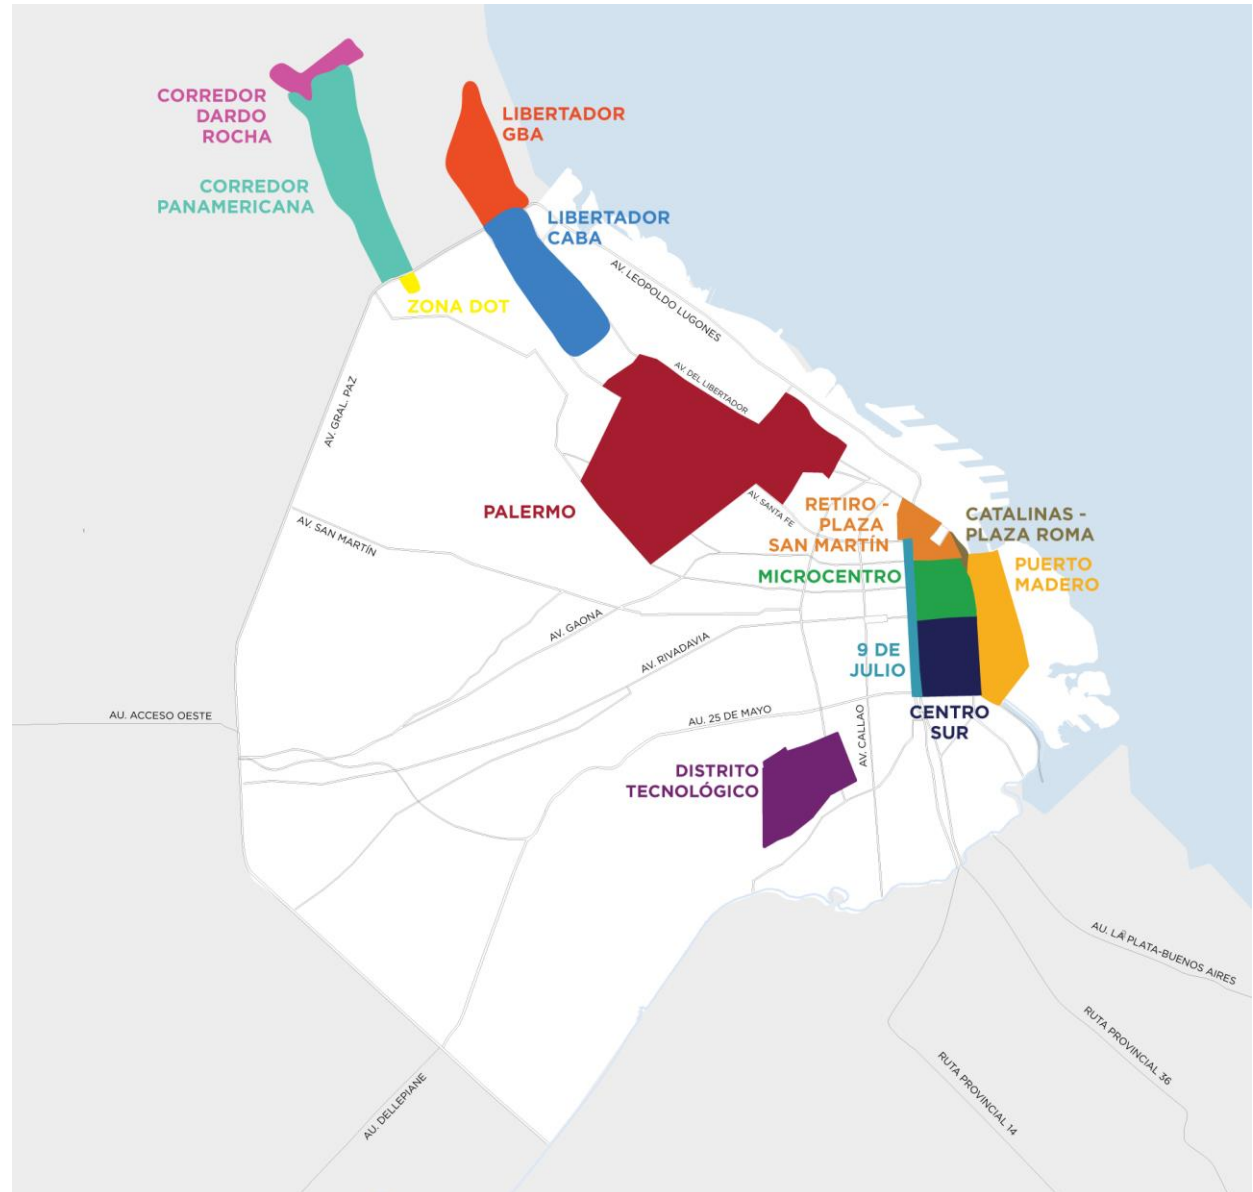 CORREDOR
DARDO
ROCHA
LIBERTADOR
GBA
CORREDOR
PANAMERICANA
LIBERTADOR
CABA
ZONA DOT
AV. LEOPOLDO LUGONES
AV. DEL LIBERTADOR
AV. GRAL. PAZ
PALERMO
AV. SANTA FE
RETIRO -
PLAZA
SAN MARTÍN
CATALINAS -
PLAZA ROMA
AV. SAN MARTÍN
MICROCENTRO
PUERTO
MADERO
AV. GAONA
AV. RIVADAVIA
9 DE
JULIO
AU. ACCESO OESTE
AU. 25 DE MAYO
AV. CALLAO
CENTRO
SUR
DISTRITO
TECNOLÓGICO
AU. LA PLATA-BUENOS AIRES
RUTA PROVINCIAL 36
RUTA PROVINCIAL 14
AU. DELLEPIANE